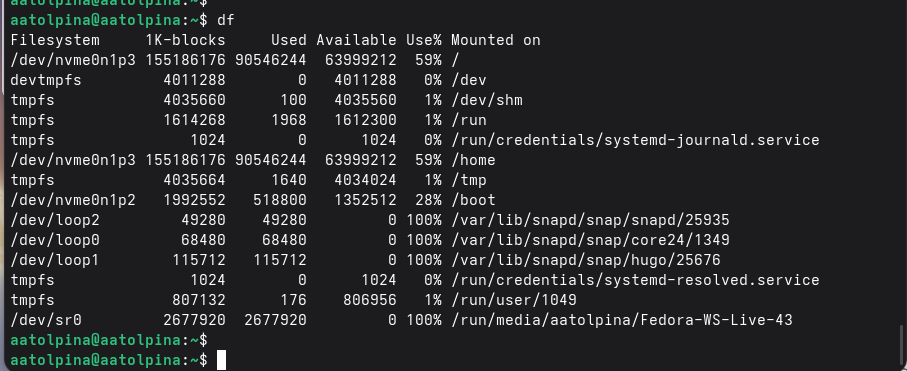 aatolpina@aatolpina:~$
aatolpina@aatolpina:~$ df
Filesystem     1K-blocks     Used Available Use% Mounted on
/dev/nvme0n1p3 155186176 90546244  63999212  59% /
devtmpfs         4011288        0   4011288   0% /dev
tmpfs            4035660      100   4035560   1% /dev/shm
tmpfs            1614268     1968   1612300   1% /run
tmpfs               1024        0      1024   0% /run/credentials/systemd-journald.service
/dev/nvme0n1p3 155186176 90546244  63999212  59% /home
tmpfs            4035664     1640   4034024   1% /tmp
/dev/nvme0n1p2   1992552   518800   1352512  28% /boot
/dev/loop2         49280    49280         0 100% /var/lib/snapd/snap/snapd/25935
/dev/loop0         68480    68480         0 100% /var/lib/snapd/snap/core24/1349
/dev/loop1        115712   115712         0 100% /var/lib/snapd/snap/hugo/25676
tmpfs               1024        0      1024   0% /run/credentials/systemd-resolved.service
tmpfs             807132      176    806956   1% /run/user/1049
/dev/sr0         2677920  2677920         0 100% /run/media/aatolpina/Fedora-WS-Live-43
aatolpina@aatolpina:~$
aatolpina@aatolpina:~$